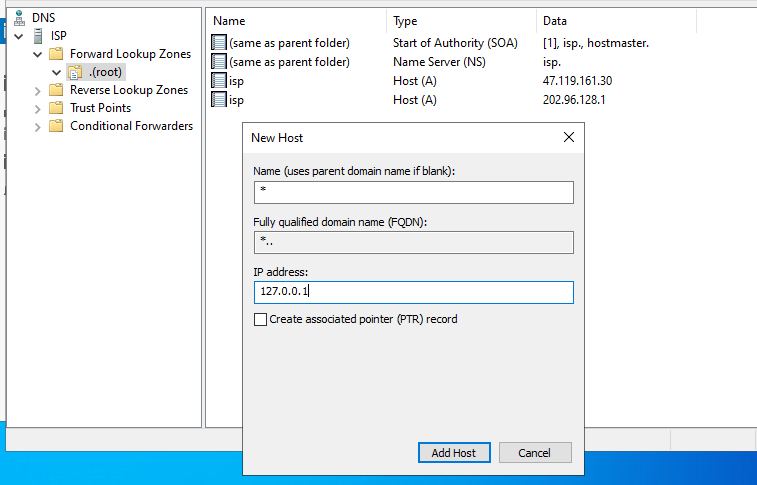 DNS
ISP
Forward Lookup Zones
.(root)
Reverse Lookup Zones
Trust Points
Conditional Forwarders
Name Type Data
(same as parent folder) Start of Authority (SOA) [1], isp., hostmaster.
(same as parent folder) Name Server (NS) isp.
isp Host (A) 47.119.161.30
isp Host (A) 202.96.128.1
New Host
Name (uses parent domain name if blank):
*
Fully qualified domain name (FQDN):
*..
IP address:
127.0.0.1
Create associated pointer (PTR) record
Add Host Cancel